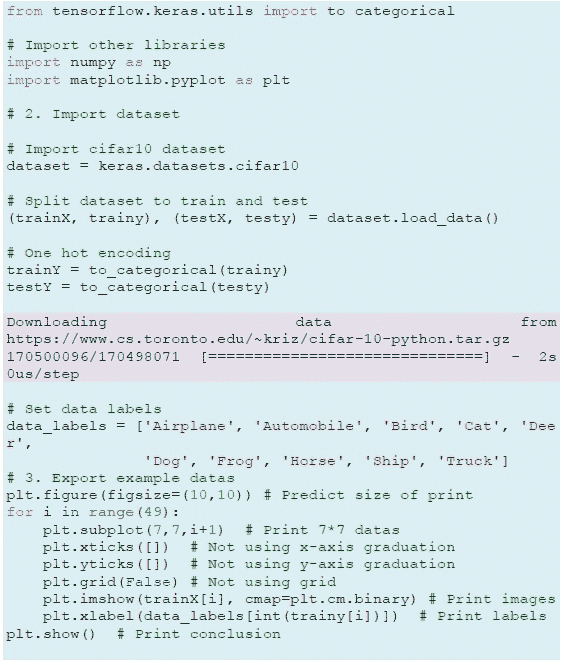 from tensorflow.keras.utils import to categorical
# Import other libraries
import numpy as np
import matplotlib.pyplot as plt
# 2. Import dataset
# Import cifar10 dataset
dataset = keras.datasets.cifar10
# Split dataset to train and test
(trainX, trainy), (testX, testy) = dataset.load_data()
# One hot encoding
trainY = to_categorical(trainy)
testY = to_categorical(testy)
Downloading data from
https://www.cs.toronto.edu/~kriz/cifar-10-python.tar.gz
170500096/170498071 [==============================] - 2s
0us/step
# Set data labels
data_labels = ['Airplane', 'Automobile', 'Bird', 'Cat', 'Dee
r',
'Dog', 'Frog', 'Horse', 'Ship', 'Truck']
# 3. Export example datas
plt.figure(figsize=(10,10)) # Predict size of print
for i in range(49):
    plt.subplot(7,7,i+1)  # Print 7*7 datas
    plt.xticks([])  # Not using x-axis graduation
    plt.yticks([])  # Not using y-axis graduation
    plt.grid(False) # Not using grid
    plt.imshow(trainX[i], cmap=plt.cm.binary) # Print images
    plt.xlabel(data_labels[int(trainy[i])])  # Print labels
plt.show()  # Print conclusion